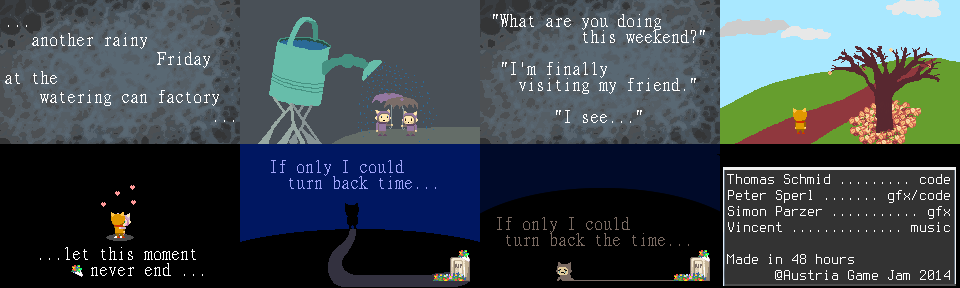 ...
another rainy
Friday
at the
watering can factory
...
"What are you doing
this weekend?"
"I'm finally
visiting my friend."
"I see..."
...let this moment
never end ...
If only I could
turn back time...
If only I could
turn back the time...
Thomas Schmid ......... code
Peter Sperl ....... gfx/code
Simon Parzer ........... gfx
Vincent .............. music
Made in 48 hours
@Austria Game Jam 2014